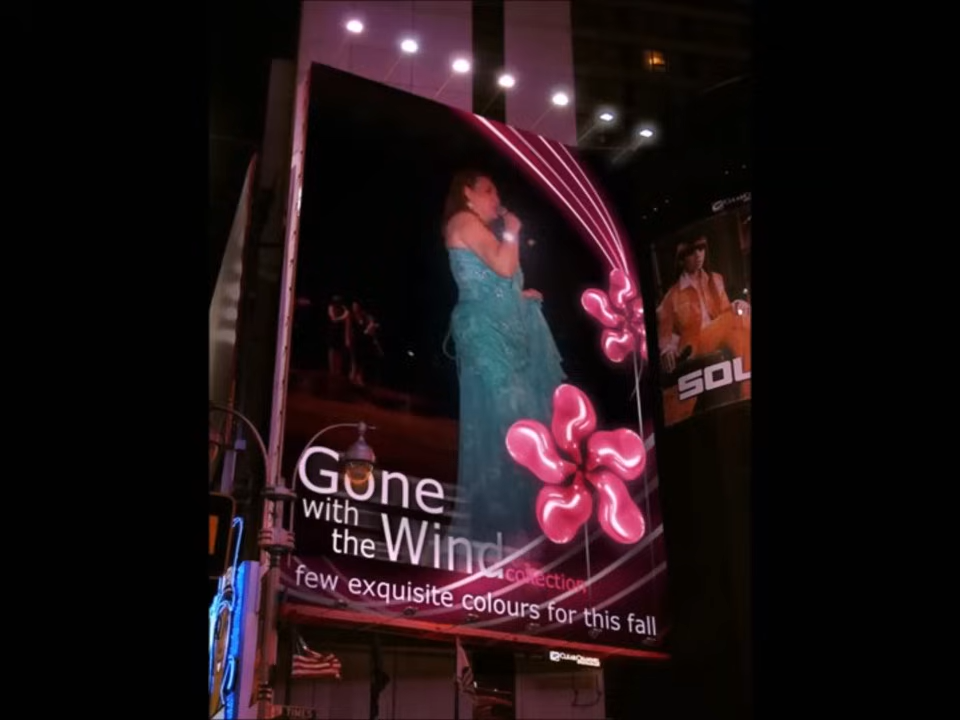 Gone
with
the Wind
collection
few exquisite colours for this fall
SOL